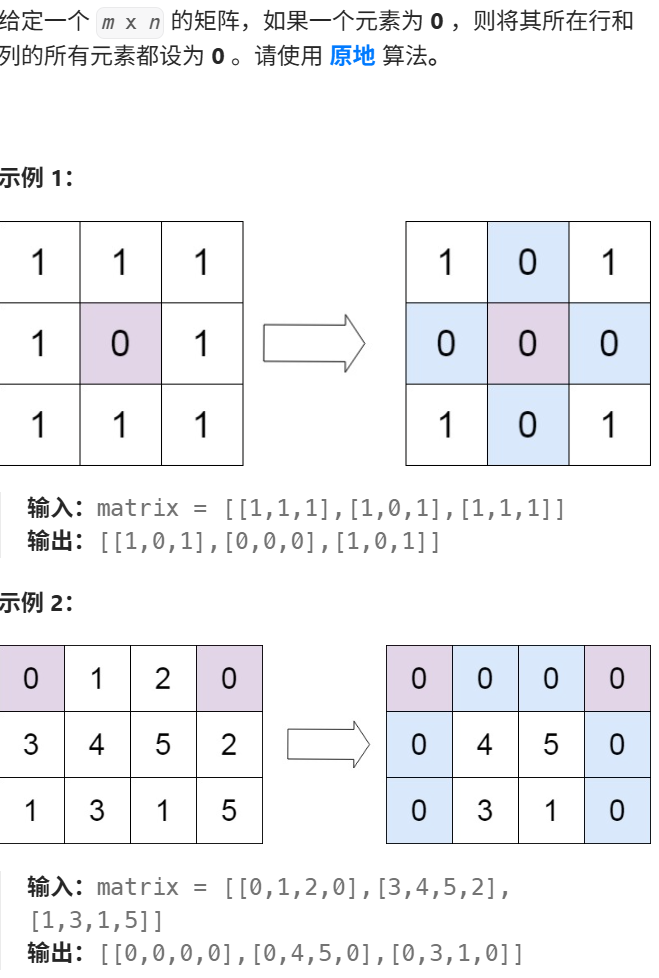 给定一个 m x n 的矩阵，如果一个元素为 0 ，则将其所在行和
列的所有元素都设为 0 。请使用 原地 算法。
示例 1：
1 1 1 1 0 1
1 0 1 0 0 0
1 1 1 1 0 1
输入：matrix = [[1,1,1],[1,0,1],[1,1,1]]
输出：[[1,0,1],[0,0,0],[1,0,1]]
示例 2：
0 1 2 0 0 0 0 0
3 4 5 2 0 4 5 0
1 3 1 5 0 3 1 0
输入：matrix = [[0,1,2,0],[3,4,5,2],
[1,3,1,5]]
输出：[[0,0,0,0],[0,4,5,0],[0,3,1,0]]